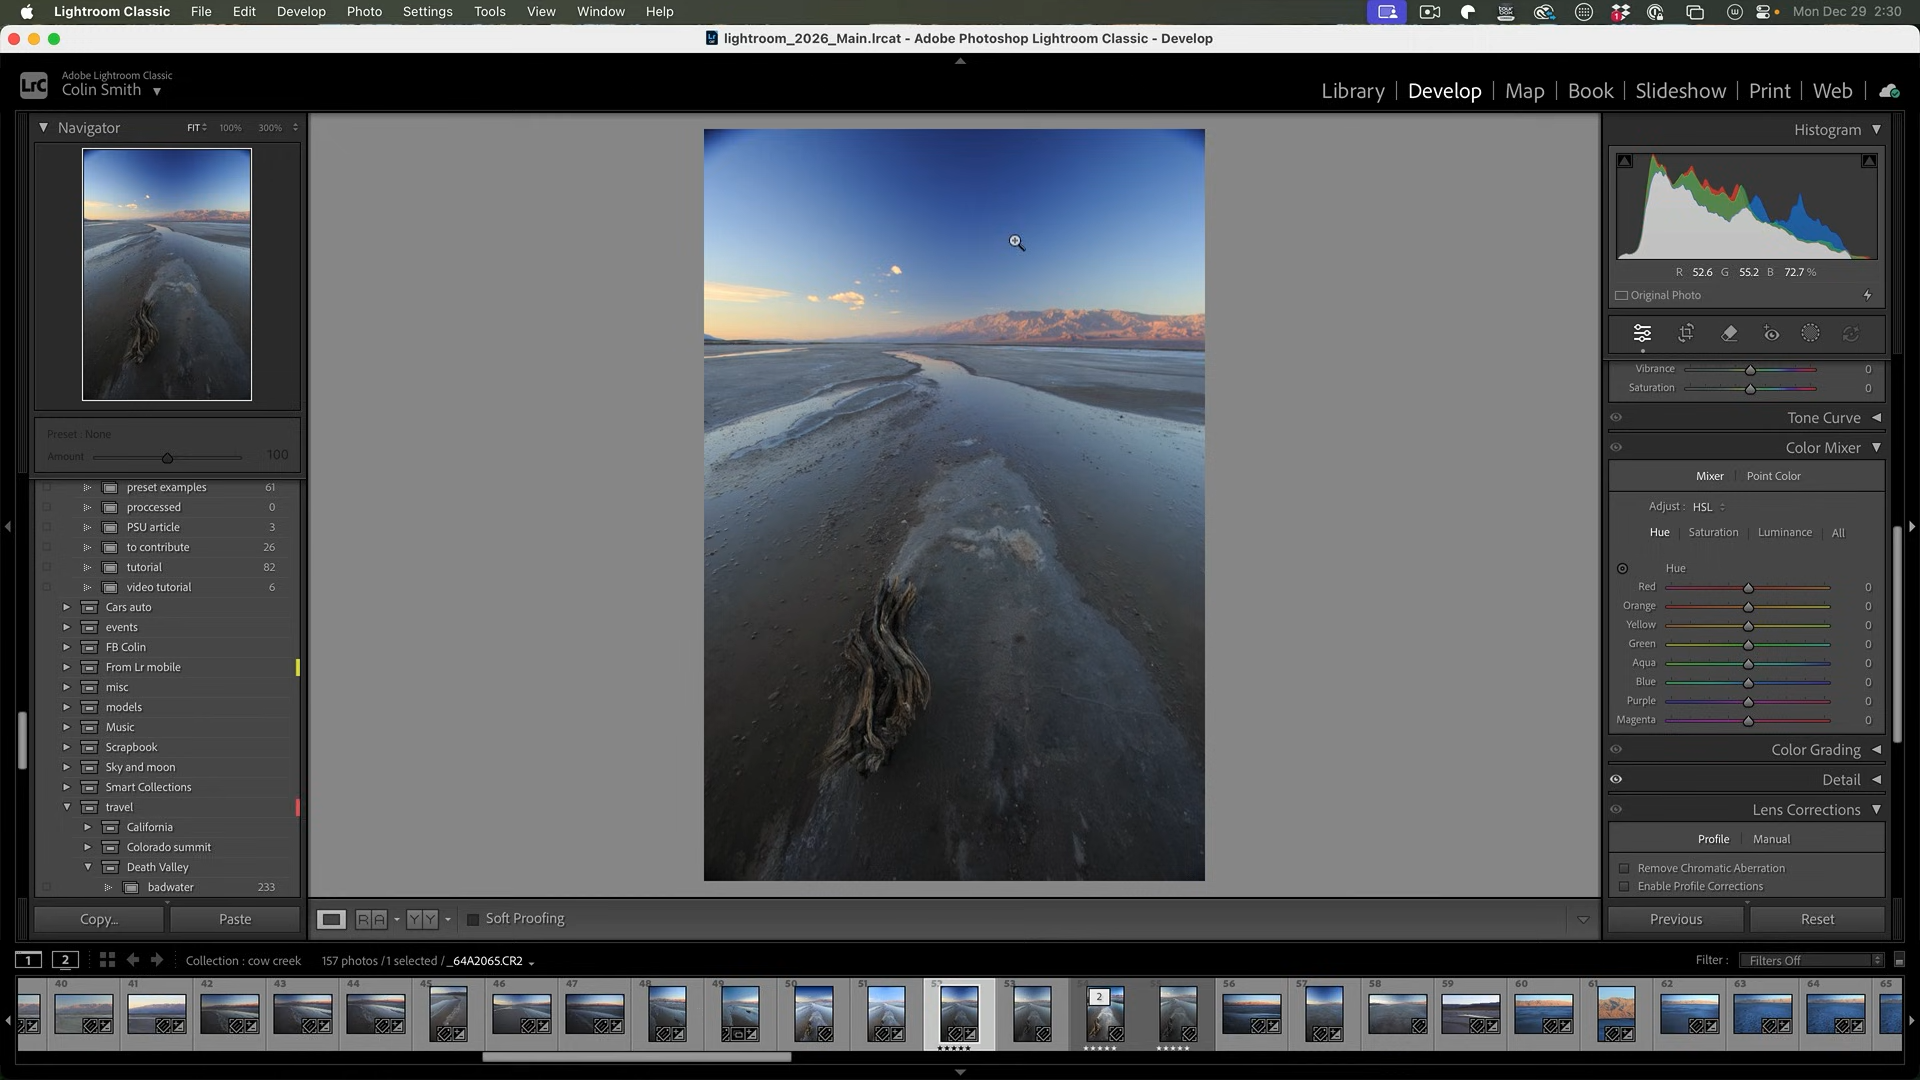 Lightroom Classic File Edit Develop Photo Settings Tools View Window Help
Mon Dec 29 2:30
lightroom_2026_Main.lrcat - Adobe Photoshop Lightroom Classic - Develop
LrC
Adobe Lightroom Classic
Colin Smith
Library | Develop | Map | Book | Slideshow | Print | Web
Navigator FIT 100% 300%
Preset : None
Amount 100
preset examples 61
proccessed 0
PSU article 3
to contribute 26
tutorial 82
video tutorial 6
Cars auto
events
FB Colin
From Lr mobile
misc
models
Music
Scrapbook
Sky and moon
Smart Collections
travel
California
Colorado summit
Death Valley
badwater 233
Copy... Paste
Soft Proofing
Histogram
R 52.6 G 55.2 B 72.7 %
Original Photo
Vibrance 0
Saturation 0
Tone Curve
Color Mixer
Mixer | Point Color
Adjust : HSL
Hue | Saturation | Luminance | All
Hue
Red 0
Orange 0
Yellow 0
Green 0
Aqua 0
Blue 0
Purple 0
Magenta 0
Color Grading
Detail
Lens Corrections
Profile | Manual
Remove Chromatic Aberration
Enable Profile Corrections
Previous Reset
1 2 Collection : cow creek 157 photos /1 selected /_64A2065.CR2
Filter : Filters Off
40 41 42 43 44 45 46 47 48 49 50 51 52 53 56 57 58 59 60 61 62 63 64 65
2